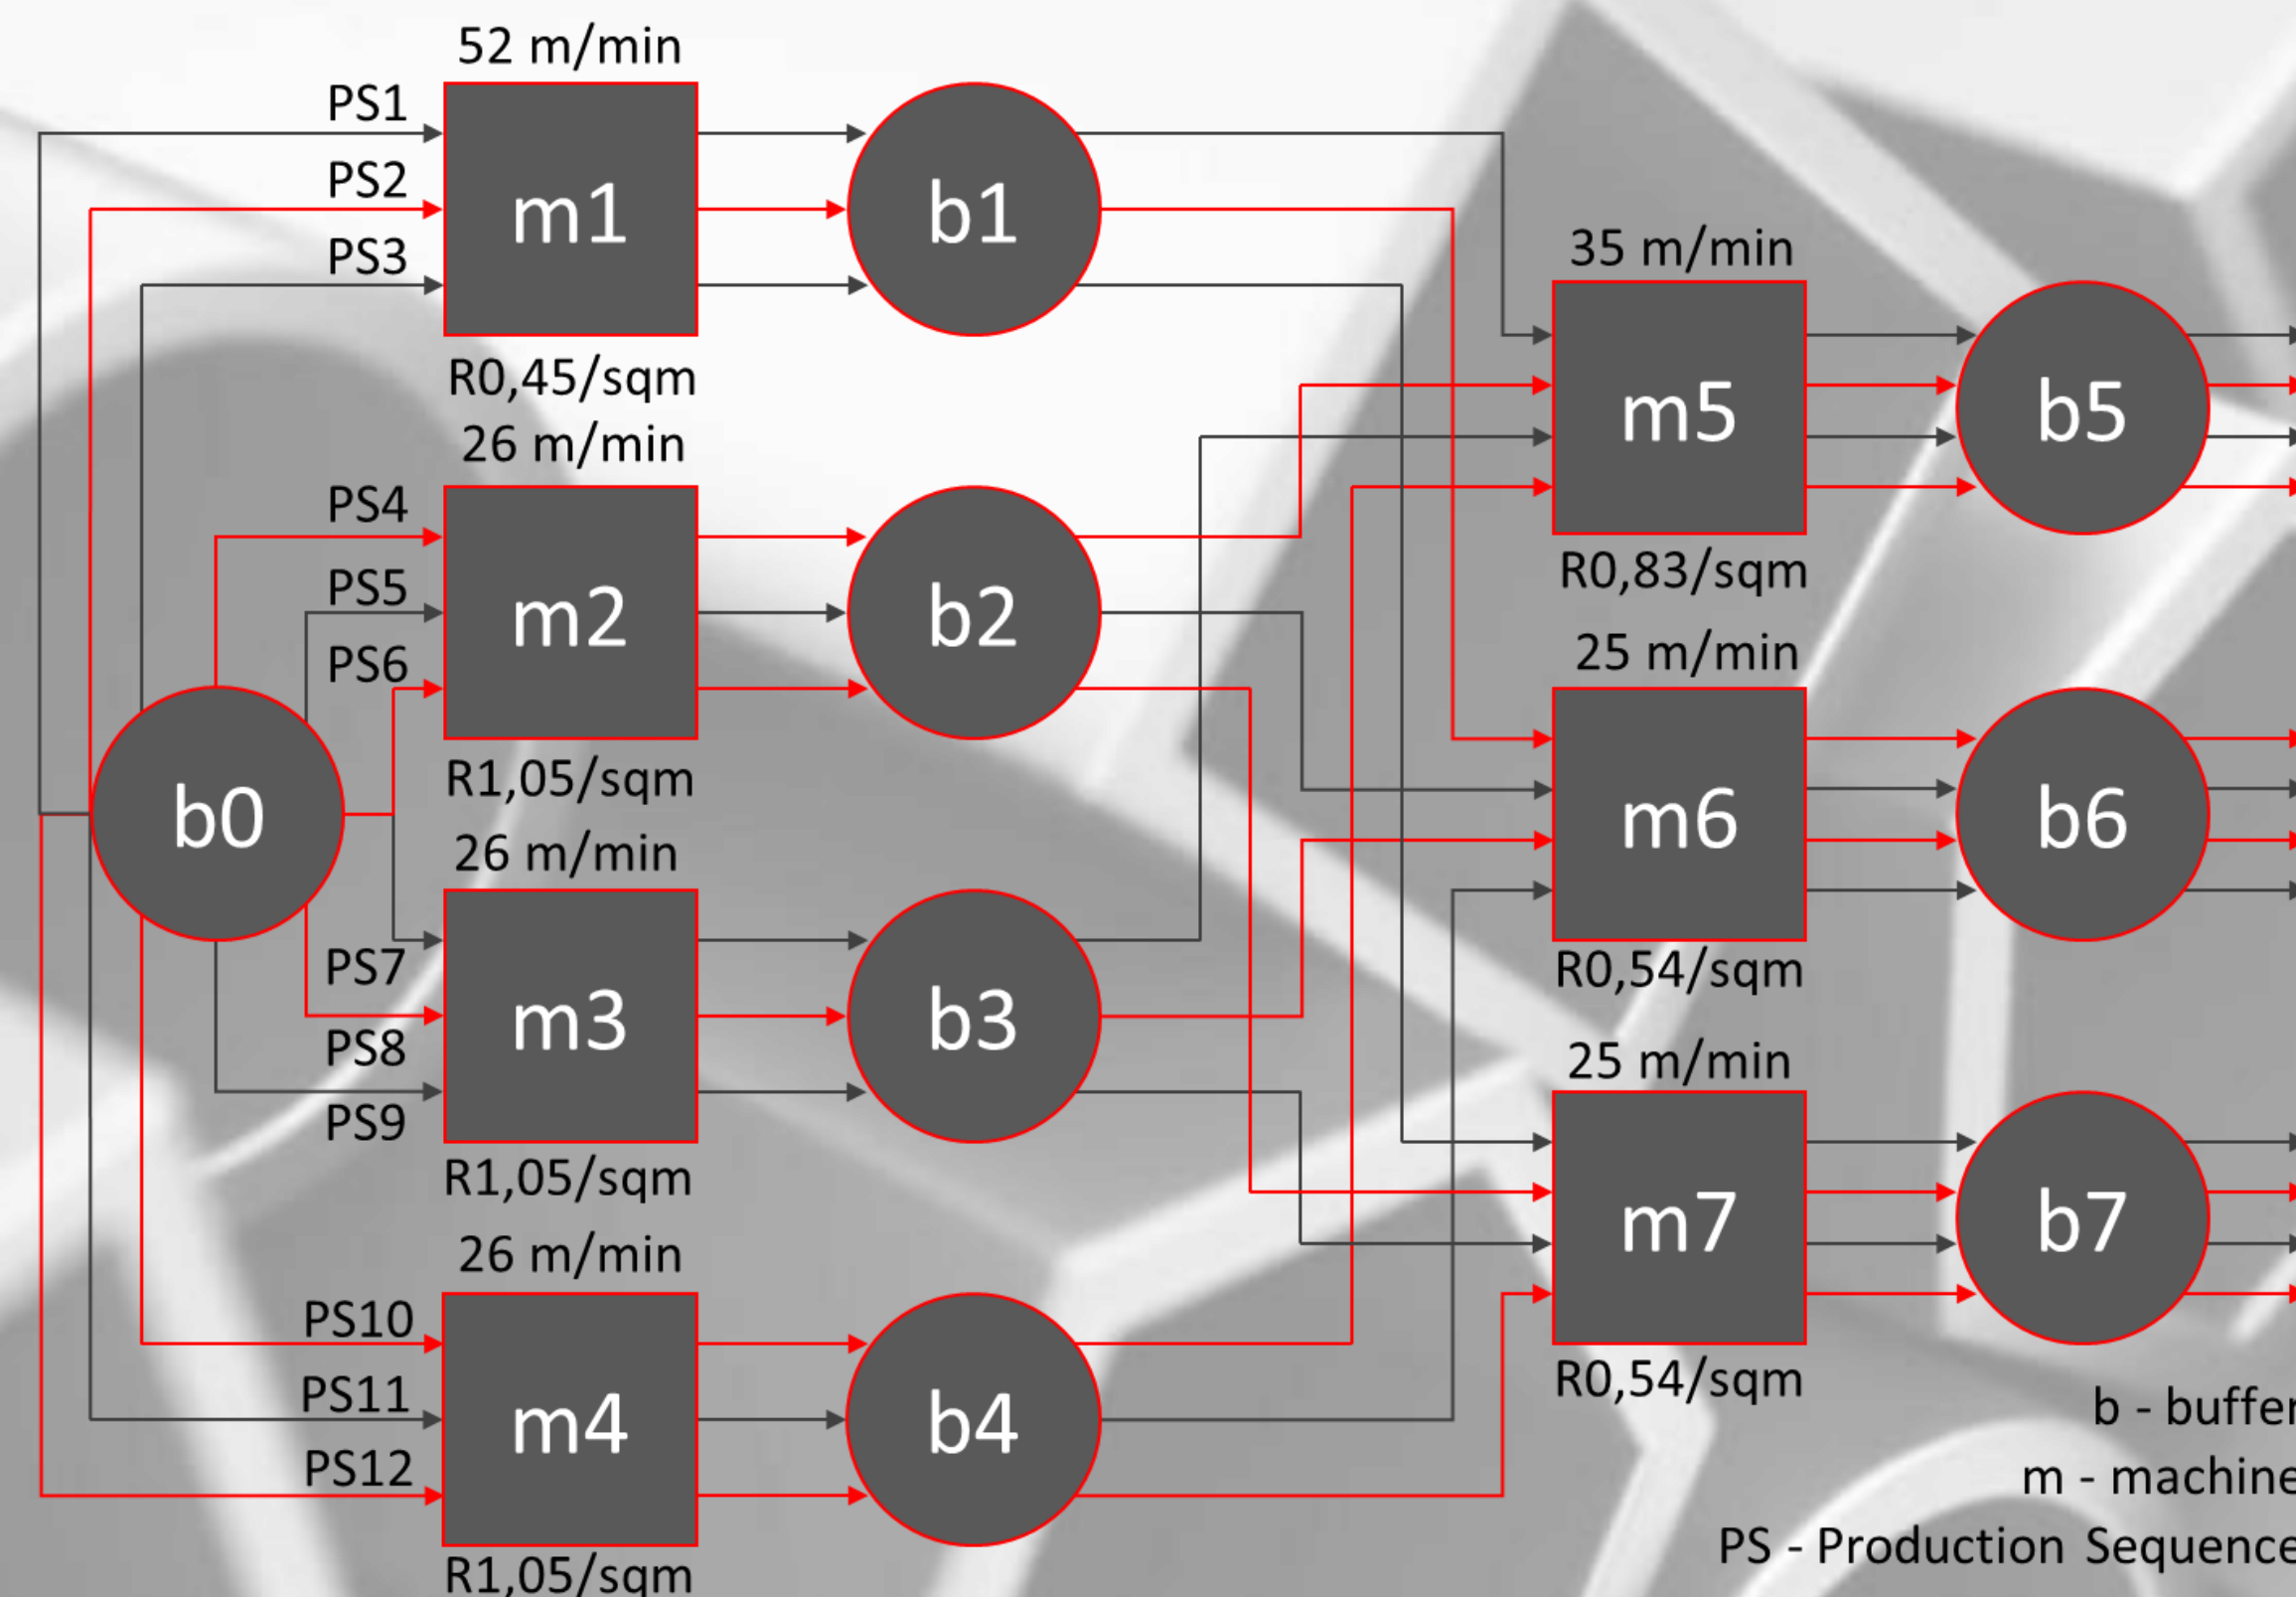 52 m/min
PS1
PS2
PS3
m1
b1
R0,45/sqm
26 m/min
PS4
PS5
PS6
m2
b2
R1,05/sqm
b0
26 m/min
PS7
PS8
PS9
m3
b3
R1,05/sqm
26 m/min
PS10
PS11
PS12
m4
b4
R1,05/sqm
35 m/min
m5
b5
R0,83/sqm
25 m/min
m6
b6
R0,54/sqm
25 m/min
m7
b7
R0,54/sqm
b - buffer
m - machine
PS - Production Sequence